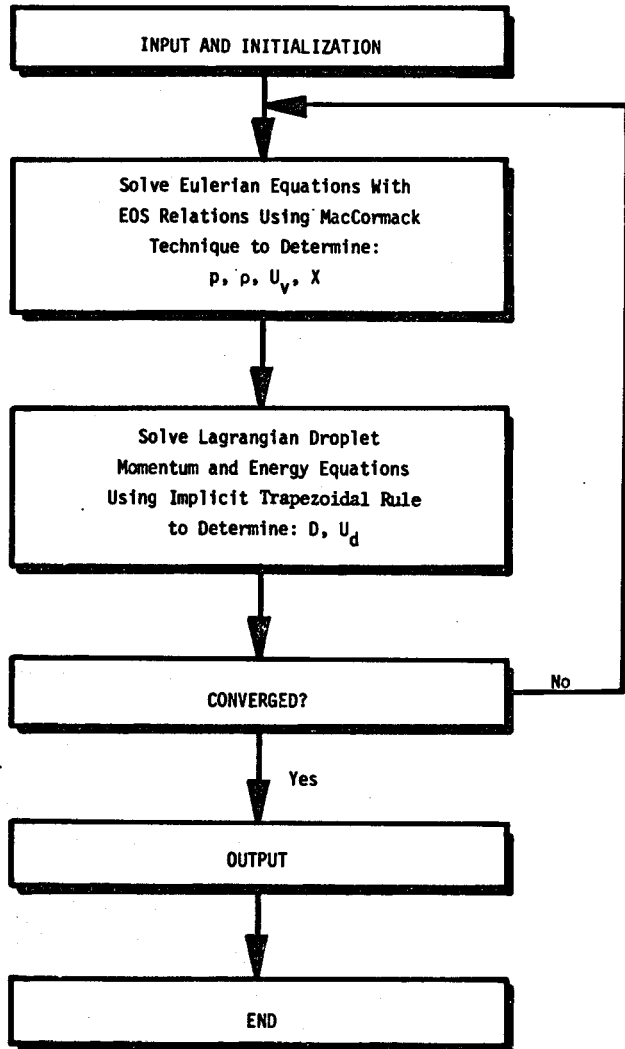 INPUT AND INITIALIZATION
Solve Eulerian Equations With
EOS Relations Using MacCormack
Technique to Determine:
p, ρ, U_v, X
Solve Lagrangian Droplet
Momentum and Energy Equations
Using Implicit Trapezoidal Rule
to Determine: D, U_d
CONVERGED?
No
Yes
OUTPUT
END